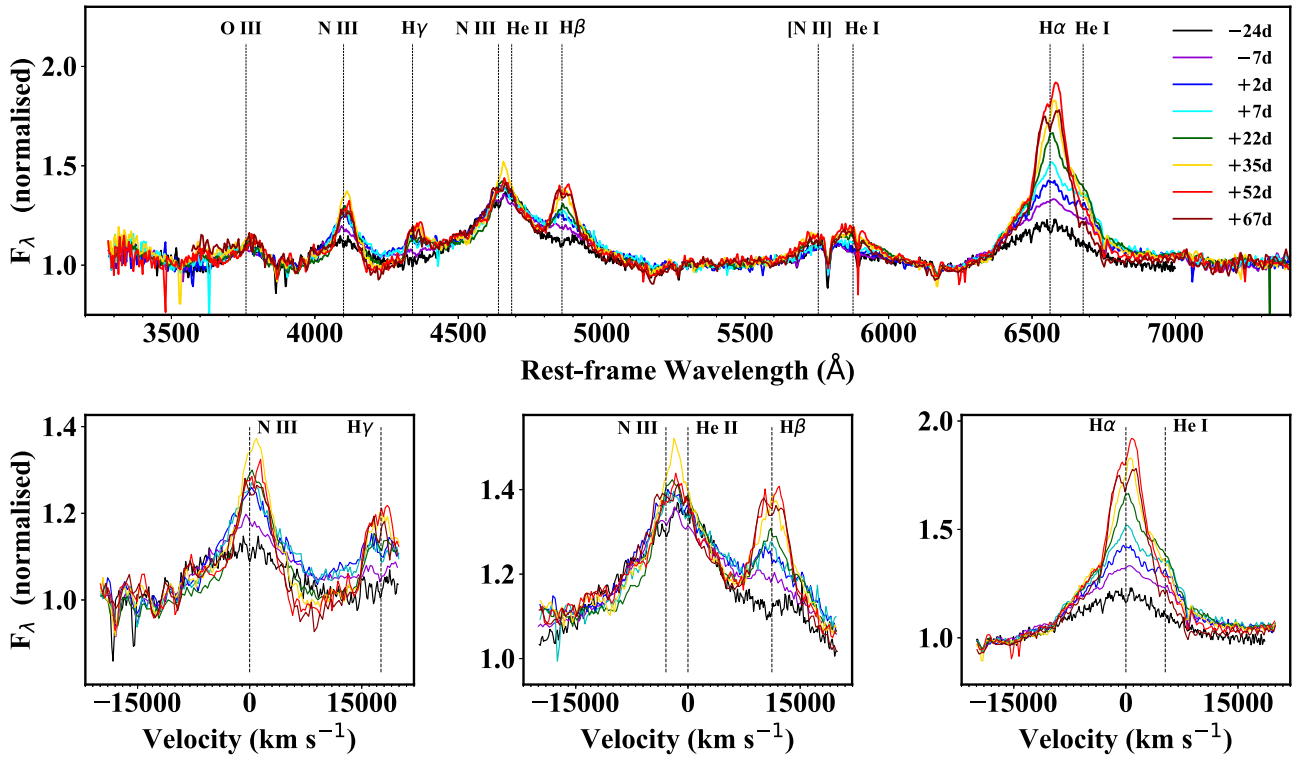 O III N III Hγ N III He II Hβ [N II] He I Hα He I
−24d
−7d
+2d
+7d
+22d
+35d
+52d
+67d
2.0
1.5
1.0
Fλ (normalised)
3500 4000 4500 5000 5500 6000 6500 7000
Rest-frame Wavelength (Å)
N III Hγ
1.4
1.2
1.0
Fλ (normalised)
−15000 0 15000
Velocity (km s⁻¹)
N III He II Hβ
1.4
1.2
1.0
−15000 0 15000
Velocity (km s⁻¹)
Hα He I
2.0
1.5
1.0
−15000 0 15000
Velocity (km s⁻¹)